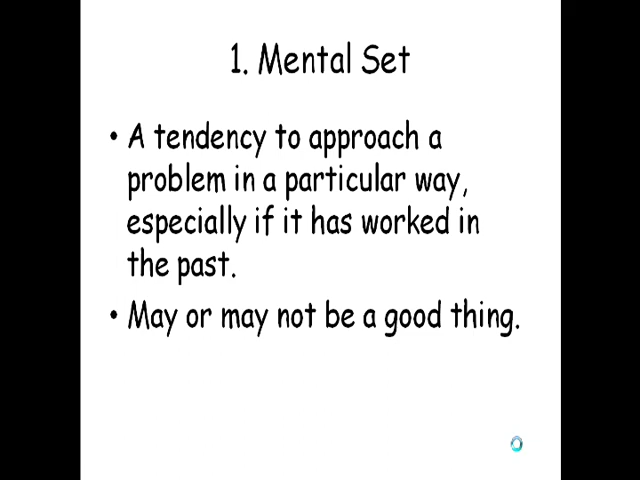 1. Mental Set
• A tendency to approach a
problem in a particular way,
especially if it has worked in
the past.
• May or may not be a good thing.